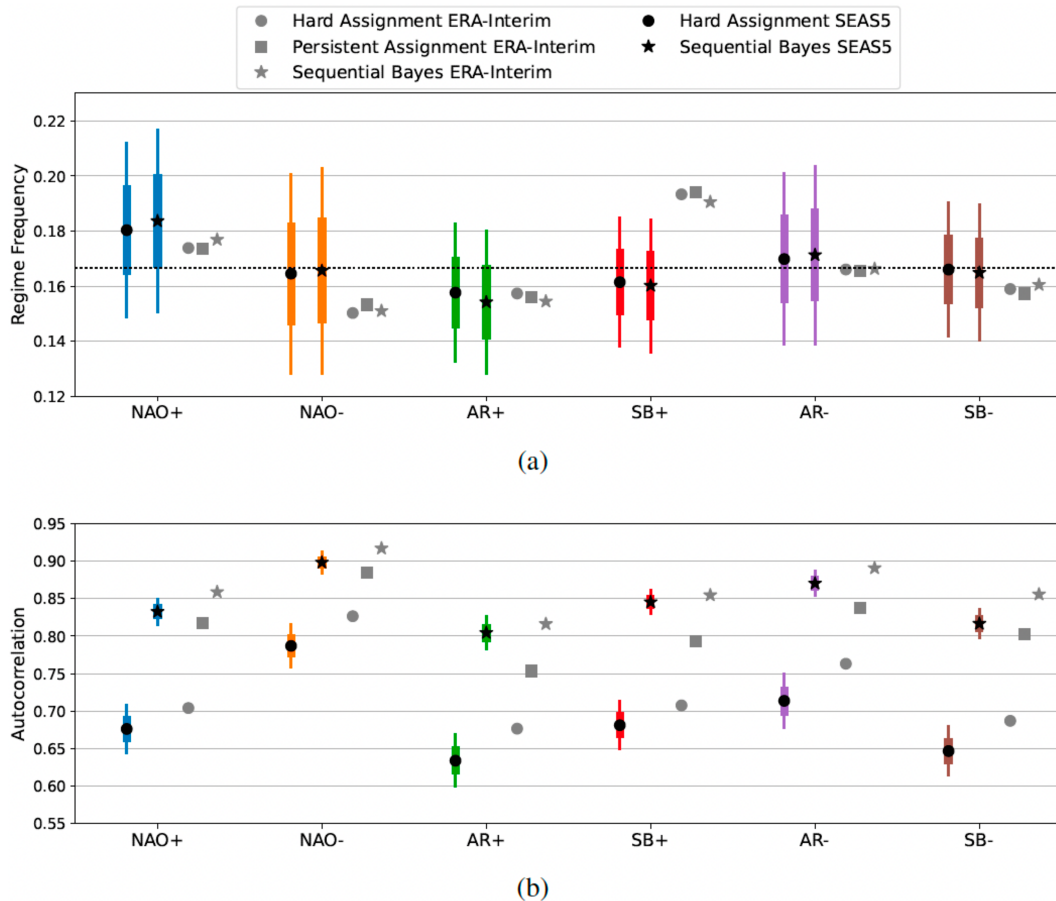 Hard Assignment ERA-Interim
Persistent Assignment ERA-Interim
Sequential Bayes ERA-Interim
Hard Assignment SEAS5
Sequential Bayes SEAS5
Regime Frequency
0.22
0.20
0.18
0.16
0.14
0.12
NAO+ NAO- AR+ SB+ AR- SB-
(a)
Autocorrelation
0.95
0.90
0.85
0.80
0.75
0.70
0.65
0.60
0.55
NAO+ NAO- AR+ SB+ AR- SB-
(b)